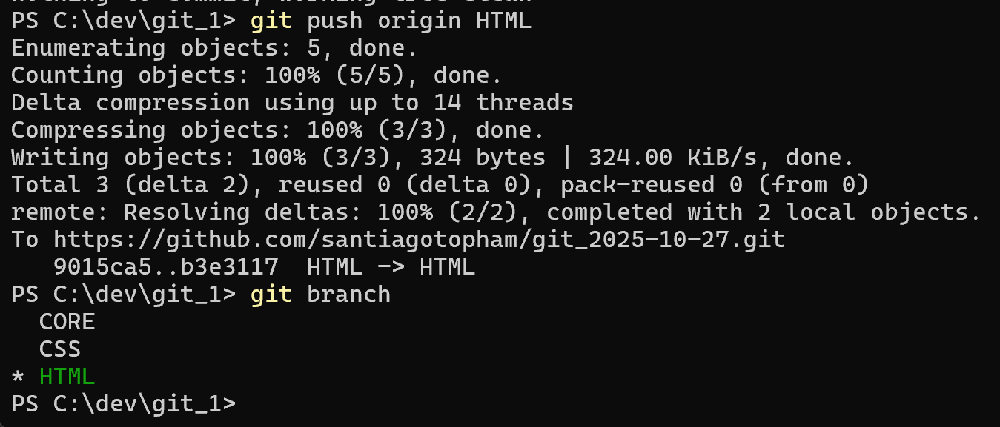 PS C:\dev\git_1> git push origin HTML
Enumerating objects: 5, done.
Counting objects: 100% (5/5), done.
Delta compression using up to 14 threads
Compressing objects: 100% (3/3), done.
Writing objects: 100% (3/3), 324 bytes | 324.00 KiB/s, done.
Total 3 (delta 2), reused 0 (delta 0), pack-reused 0 (from 0)
remote: Resolving deltas: 100% (2/2), completed with 2 local objects.
To https://github.com/santiagotopham/git_2025-10-27.git
   9015ca5..b3e3117  HTML -> HTML
PS C:\dev\git_1> git branch
  CORE
  CSS
* HTML
PS C:\dev\git_1>